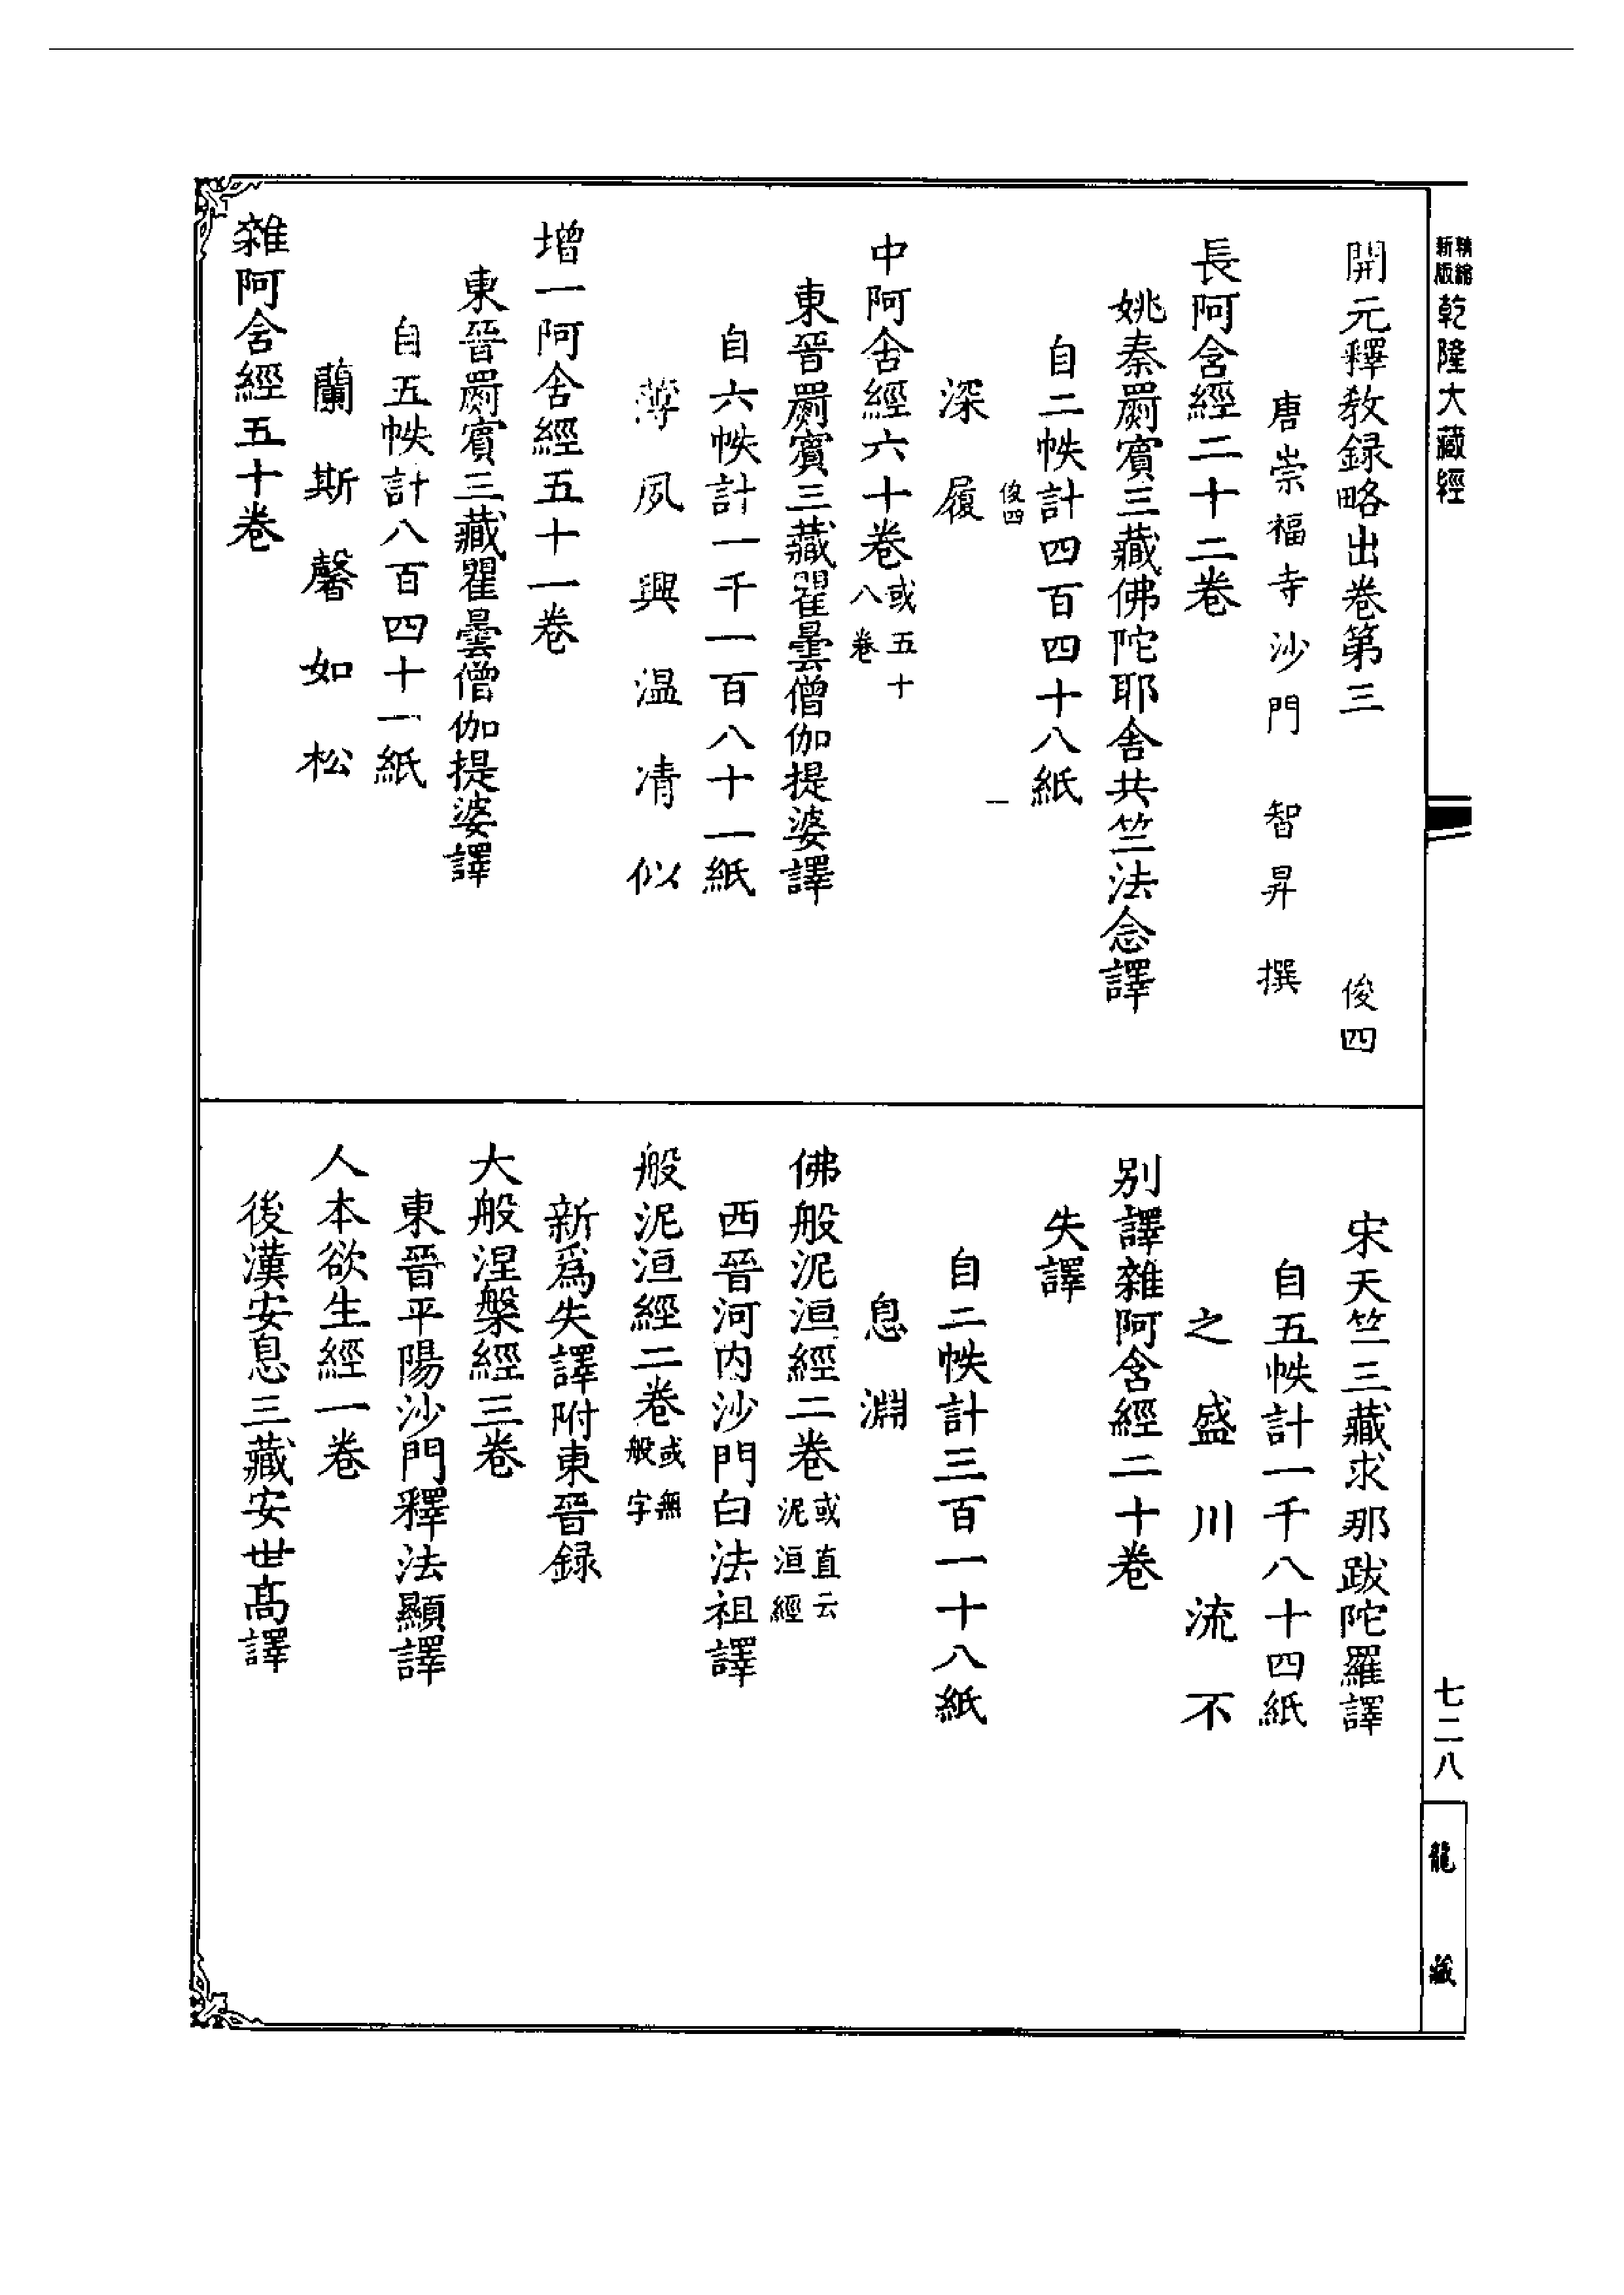 精縮
新版
乾隆大藏經
開元釋教録略出卷第三　俊四
唐崇福寺沙門　智昇　撰
長阿含經二十二卷
姚秦罽賓三藏佛陀耶舍共竺法念譯
自二帙計四百四十八紙
俊四　一
深履
中阿含經六十卷或五十八卷
東晉罽賓三藏瞿曇僧伽提婆譯
自六帙計一千一百八十一紙
薄夙興温凊似
增一阿含經五十一卷
東晉罽賓三藏瞿曇僧伽提婆譯
自五帙計八百四十一紙
蘭斯馨如松
雜阿含經五十卷
宋天竺三藏求那跋陀羅譯
自五帙計一千八十四紙
之盛川流不
别譯雜阿含經二十卷
失譯
自二帙計三百一十八紙
息淵
佛般泥洹經二卷或直云泥洹經
西晉河内沙門白法祖譯
般泥洹經二卷或無般字
新爲失譯附東晉録
大般涅槃經三卷
東晉平陽沙門釋法顯譯
人本欲生經一卷
後漢安息三藏安世髙譯
七二八
龍藏